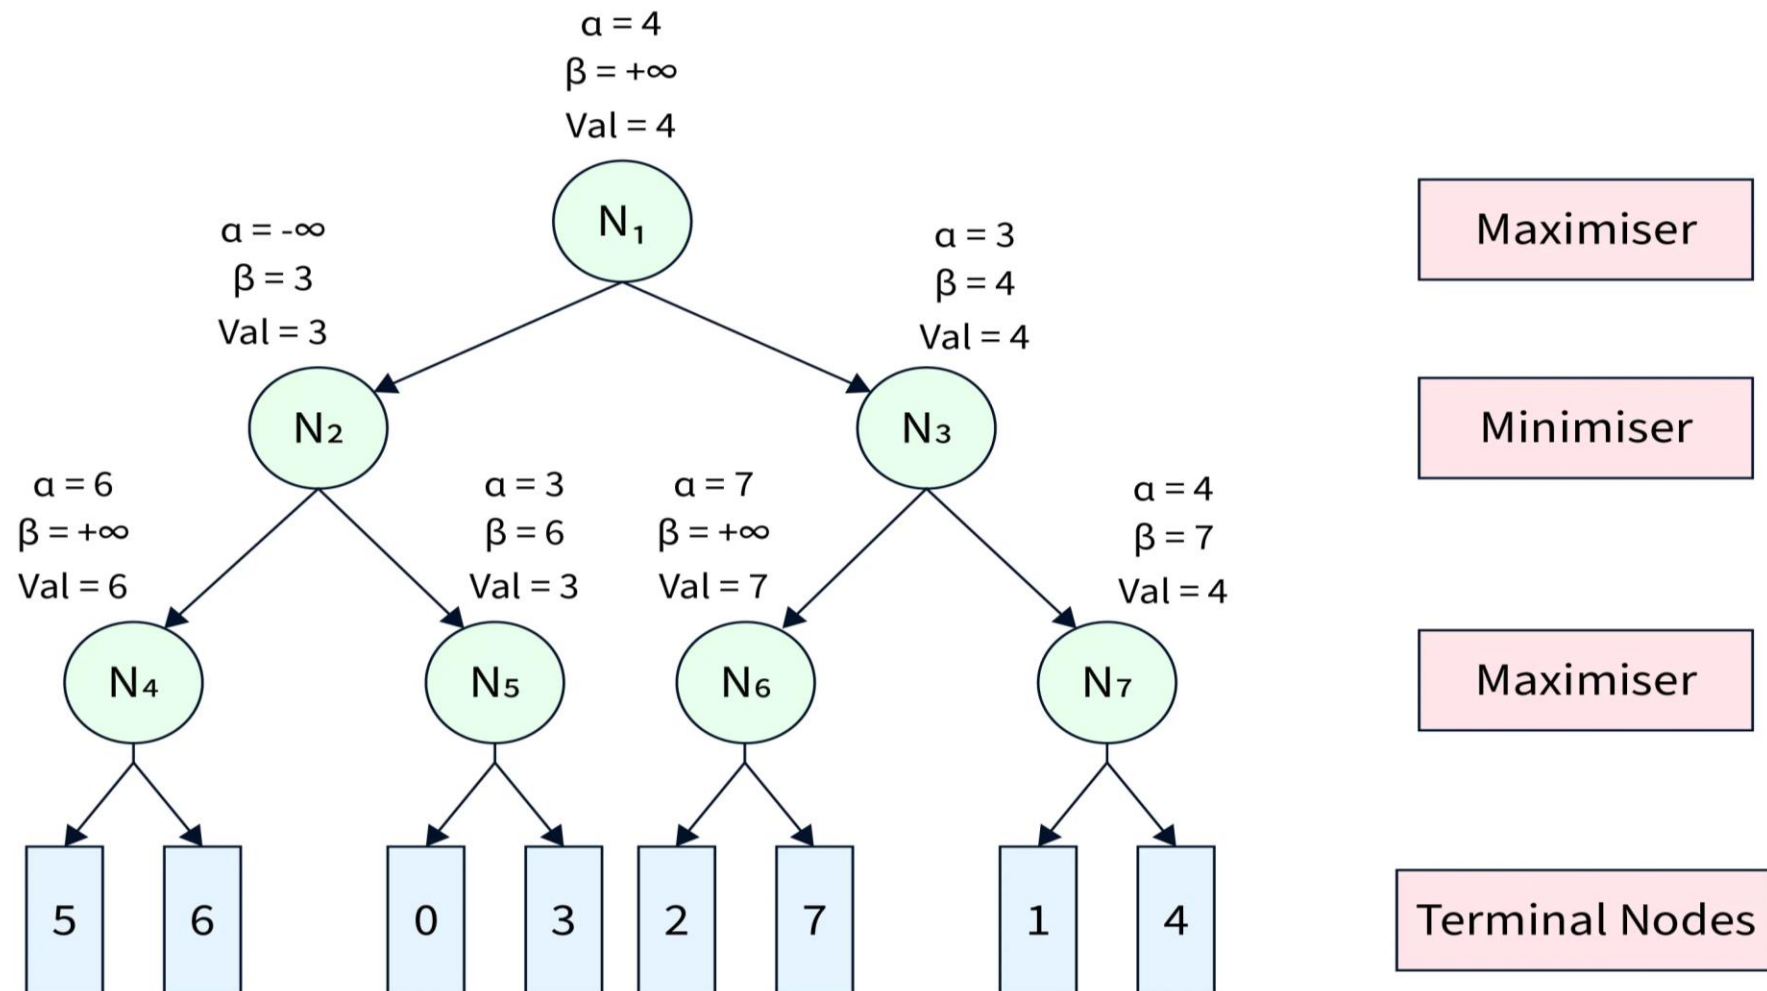 α = 4
β = +∞
Val = 4
N₁
Maximiser
α = -∞
β = 3
Val = 3
α = 3
β = 4
Val = 4
N₂
N₃
Minimiser
α = 6
β = +∞
Val = 6
α = 3
β = 6
Val = 3
α = 7
β = +∞
Val = 7
α = 4
β = 7
Val = 4
N₄
N₅
N₆
N₇
Maximiser
5
6
0
3
2
7
1
4
Terminal Nodes